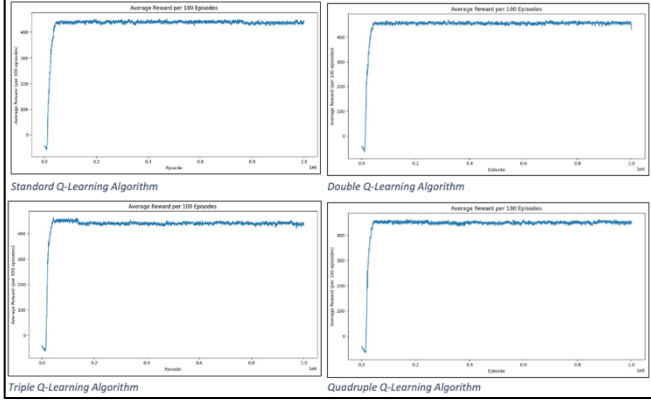 Average Reward per 100 Episodes
Average Reward (per 100 episodes)
400
300
200
100
0
0.0 0.2 0.4 0.6 0.8 1.0
Episode
1e6
Standard Q-Learning Algorithm
Average Reward per 100 Episodes
Average Reward (per 100 episodes)
400
300
200
100
0
0.0 0.2 0.4 0.6 0.8 1.0
Episode
1e6
Double Q-Learning Algorithm
Average Reward per 100 Episodes
Average Reward (per 100 episodes)
400
300
200
100
0
0.0 0.2 0.4 0.6 0.8 1.0
Episode
1e6
Triple Q-Learning Algorithm
Average Reward per 100 Episodes
Average Reward (per 100 episodes)
400
300
200
100
0
0.0 0.2 0.4 0.6 0.8 1.0
Episode
1e6
Quadruple Q-Learning Algorithm